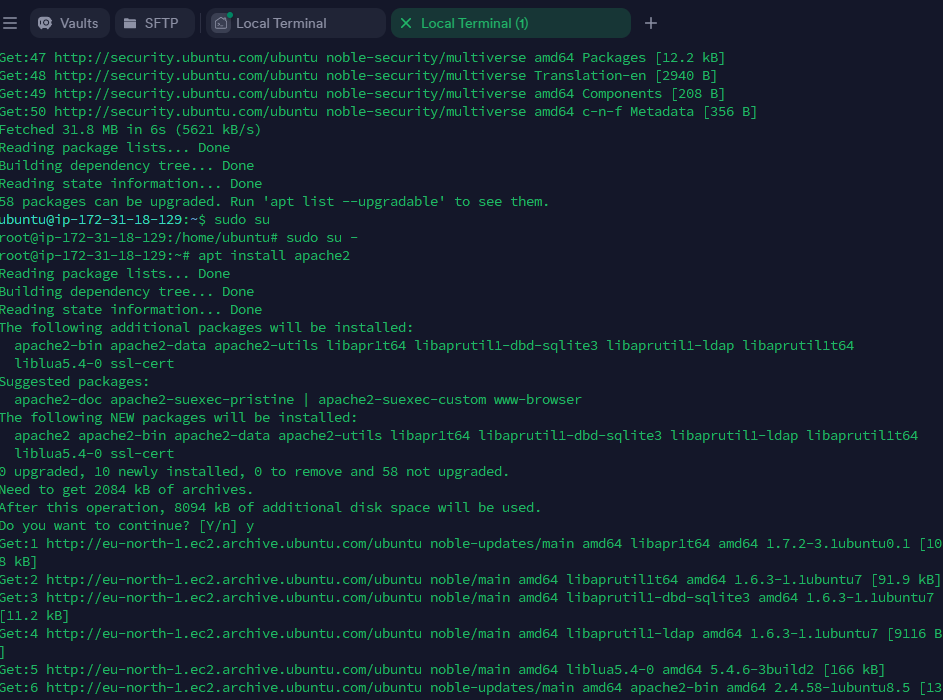 Vaults SFTP Local Terminal Local Terminal (1)
Get:47 http://security.ubuntu.com/ubuntu noble-security/multiverse amd64 Packages [12.2 kB]
Get:48 http://security.ubuntu.com/ubuntu noble-security/multiverse Translation-en [2940 B]
Get:49 http://security.ubuntu.com/ubuntu noble-security/multiverse amd64 Components [208 B]
Get:50 http://security.ubuntu.com/ubuntu noble-security/multiverse amd64 c-n-f Metadata [356 B]
Fetched 31.8 MB in 6s (5621 kB/s)
Reading package lists... Done
Building dependency tree... Done
Reading state information... Done
58 packages can be upgraded. Run 'apt list --upgradable' to see them.
ubuntu@ip-172-31-18-129:~$ sudo su
root@ip-172-31-18-129:/home/ubuntu# sudo su -
root@ip-172-31-18-129:~# apt install apache2
Reading package lists... Done
Building dependency tree... Done
Reading state information... Done
The following additional packages will be installed:
  apache2-bin apache2-data apache2-utils libapr1t64 libaprutil1-dbd-sqlite3 libaprutil1-ldap libaprutil1t64
  liblua5.4-0 ssl-cert
Suggested packages:
  apache2-doc apache2-suexec-pristine | apache2-suexec-custom www-browser
The following NEW packages will be installed:
  apache2 apache2-bin apache2-data apache2-utils libapr1t64 libaprutil1-dbd-sqlite3 libaprutil1-ldap libaprutil1t64
  liblua5.4-0 ssl-cert
0 upgraded, 10 newly installed, 0 to remove and 58 not upgraded.
Need to get 2084 kB of archives.
After this operation, 8094 kB of additional disk space will be used.
Do you want to continue? [Y/n] y
Get:1 http://eu-north-1.ec2.archive.ubuntu.com/ubuntu noble-updates/main amd64 libapr1t64 amd64 1.7.2-3.1ubuntu0.1 [10
8 kB]
Get:2 http://eu-north-1.ec2.archive.ubuntu.com/ubuntu noble/main amd64 libaprutil1t64 amd64 1.6.3-1.1ubuntu7 [91.9 kB]
Get:3 http://eu-north-1.ec2.archive.ubuntu.com/ubuntu noble/main amd64 libaprutil1-dbd-sqlite3 amd64 1.6.3-1.1ubuntu7
[11.2 kB]
Get:4 http://eu-north-1.ec2.archive.ubuntu.com/ubuntu noble/main amd64 libaprutil1-ldap amd64 1.6.3-1.1ubuntu7 [9116 B
]
Get:5 http://eu-north-1.ec2.archive.ubuntu.com/ubuntu noble/main amd64 liblua5.4-0 amd64 5.4.6-3build2 [166 kB]
Get:6 http://eu-north-1.ec2.archive.ubuntu.com/ubuntu noble-updates/main amd64 apache2-bin amd64 2.4.58-1ubuntu8.5 [13